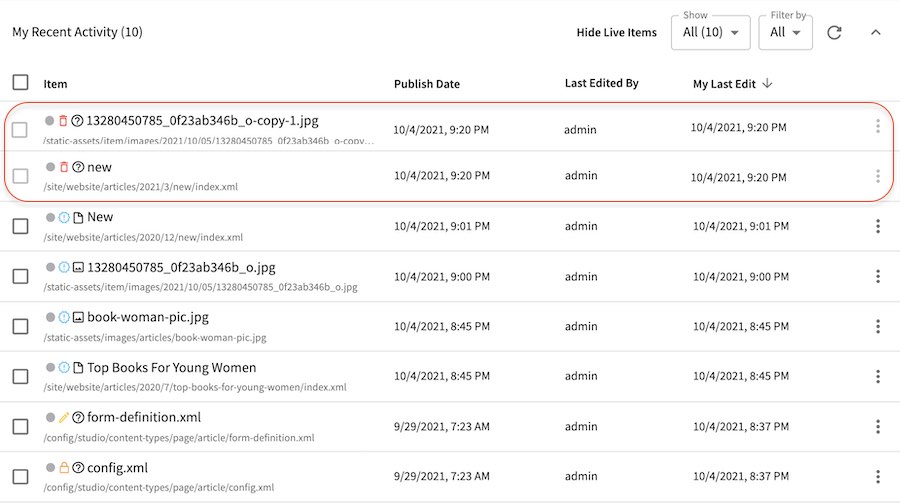 My Recent Activity (10)
Hide Live Items
Show
All (10)
Filter by
All
Item Publish Date Last Edited By My Last Edit
13280450785_0f23ab346b_o-copy-1.jpg 10/4/2021, 9:20 PM admin 10/4/2021, 9:20 PM
/static-assets/item/images/2021/10/05/13280450785_0f23ab346b_o-copy…
new 10/4/2021, 9:20 PM admin 10/4/2021, 9:20 PM
/site/website/articles/2021/3/new/index.xml
New 10/4/2021, 9:01 PM admin 10/4/2021, 9:01 PM
/site/website/articles/2020/12/new/index.xml
13280450785_0f23ab346b_o.jpg 10/4/2021, 9:00 PM admin 10/4/2021, 9:00 PM
/static-assets/item/images/2021/10/05/13280450785_0f23ab346b_o.jpg
book-woman-pic.jpg 10/4/2021, 8:45 PM admin 10/4/2021, 8:45 PM
/static-assets/images/articles/book-woman-pic.jpg
Top Books For Young Women 10/4/2021, 8:45 PM admin 10/4/2021, 8:45 PM
/site/website/articles/2020/7/top-books-for-young-women/index.xml
form-definition.xml 9/29/2021, 7:23 AM admin 10/4/2021, 8:37 PM
/config/studio/content-types/page/article/form-definition.xml
config.xml 9/29/2021, 7:23 AM admin 10/4/2021, 8:37 PM
/config/studio/content-types/page/article/config.xml